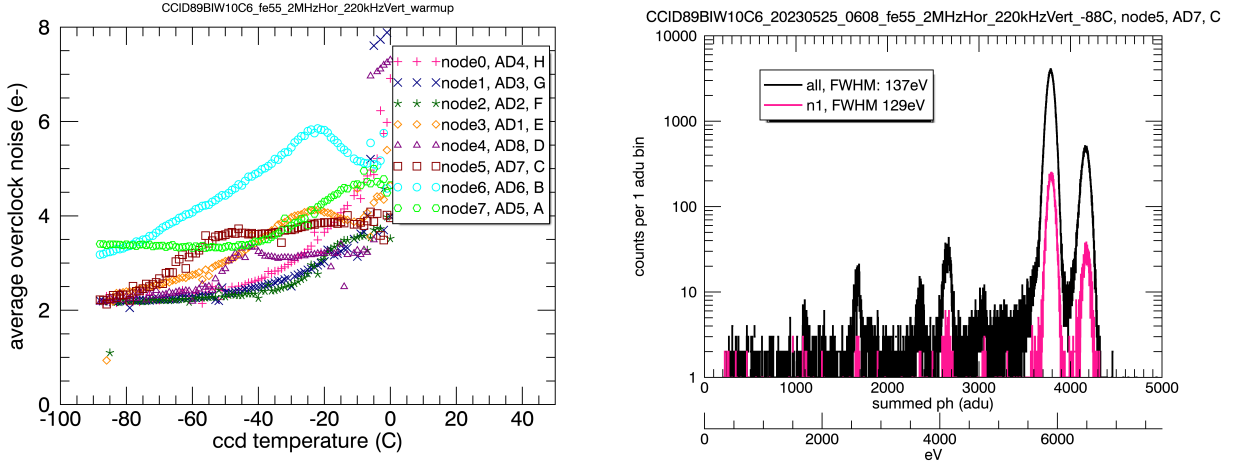 CCID89BIW10C6_fe55_2MHzHor_220kHzVert_warmup
average overclock noise (e-)
8
6
4
2
0
node0, AD4, H
node1, AD3, G
node2, AD2, F
node3, AD1, E
node4, AD8, D
node5, AD7, C
node6, AD6, B
node7, AD5, A
-100 -80 -60 -40 -20 0 20 40
ccd temperature (C)
CCID89BIW10C6_20230525_0608_fe55_2MHzHor_220kHzVert_-88C, node5, AD7, C
counts per 1 adu bin
10000
1000
100
10
1
all, FWHM: 137eV
n1, FWHM 129eV
0 1000 2000 3000 4000 5000
summed ph (adu)
0 2000 4000 6000
eV